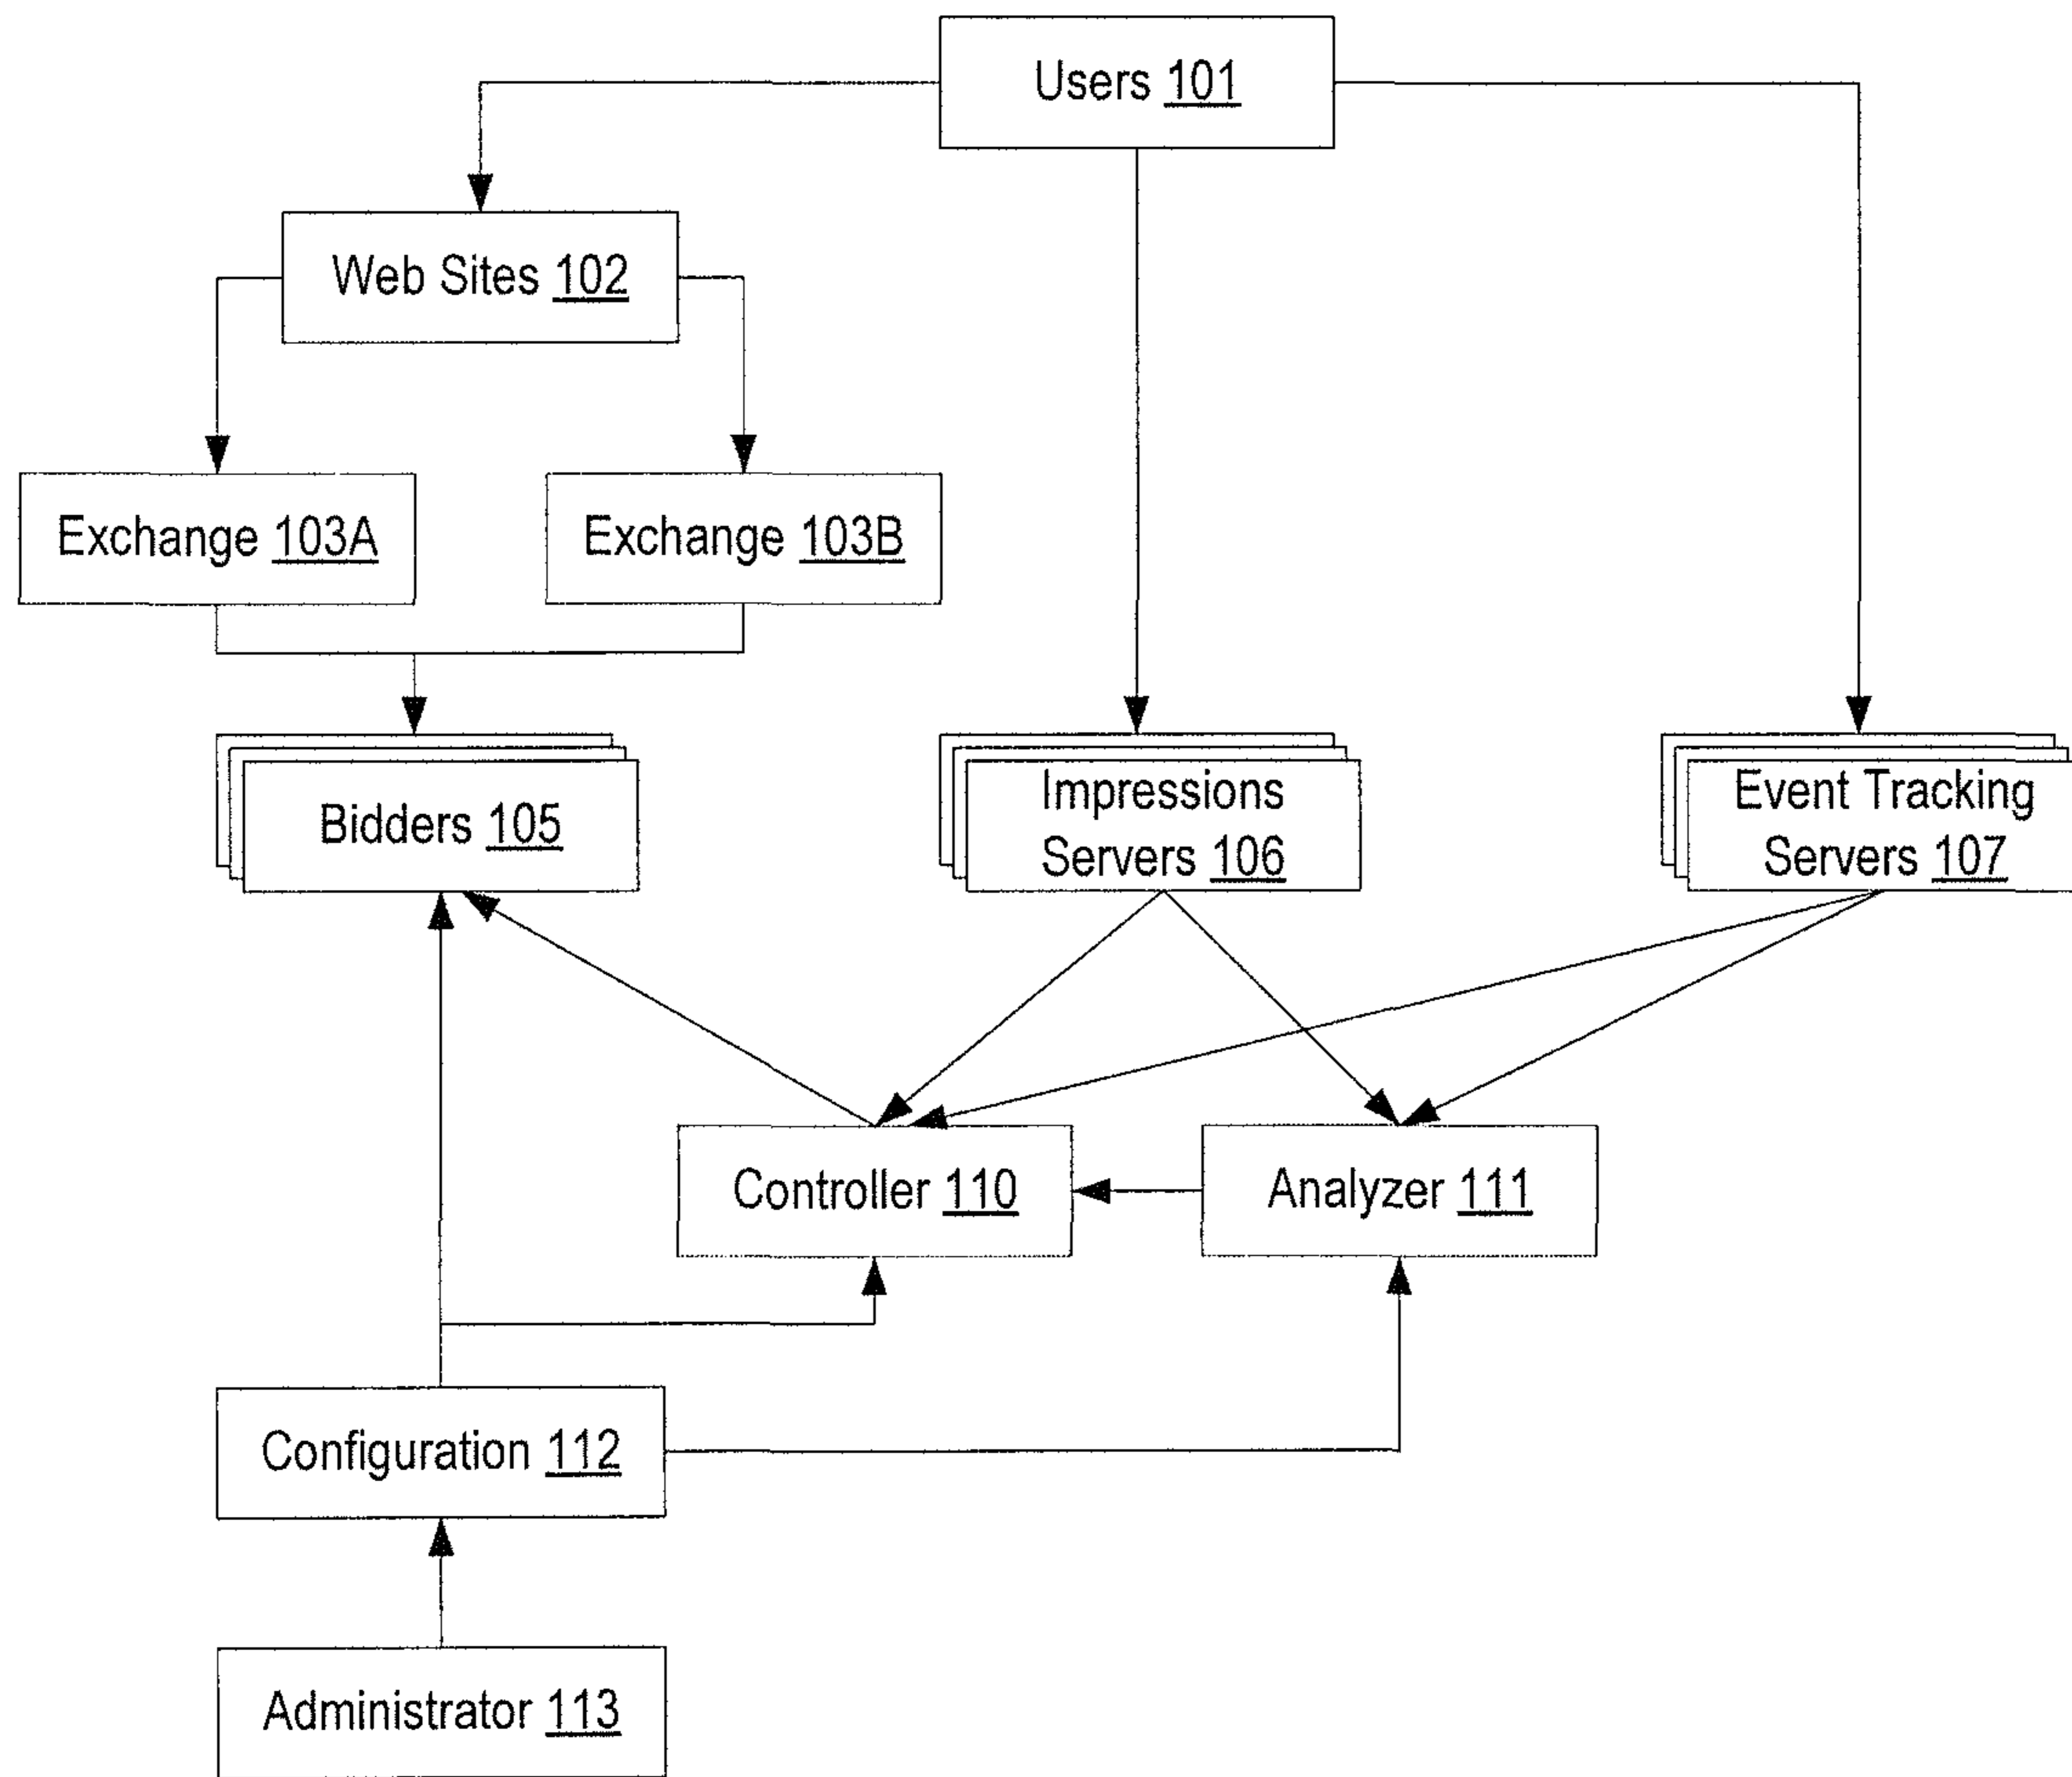 Users 101
Web Sites 102
Exchange 103A
Exchange 103B
Bidders 105
Impressions
Servers 106
Event Tracking
Servers 107
Controller 110
Analyzer 111
Configuration 112
Administrator 113